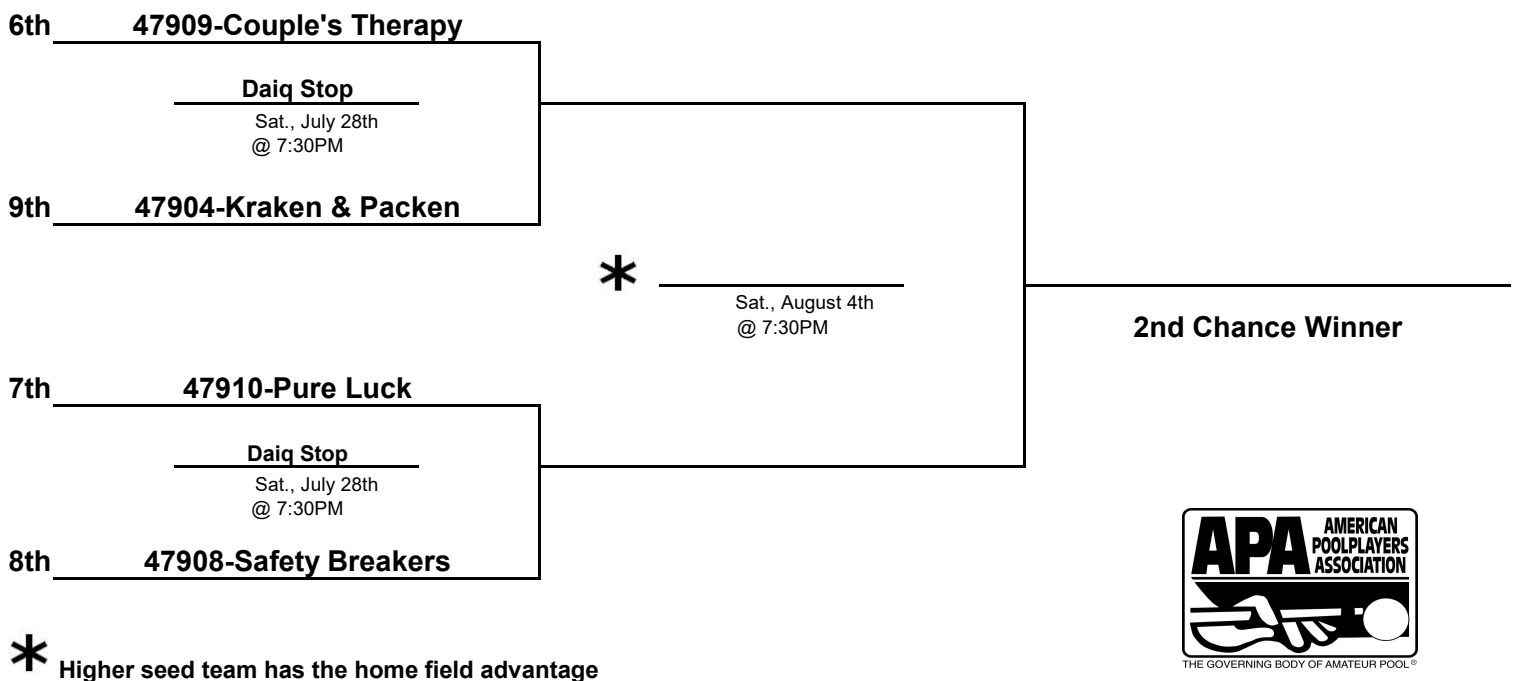 6th 47909-Couple's Therapy
Daiq Stop
Sat., July 28th
@ 7:30PM
9th 47904-Kraken & Packen
*
Sat., August 4th
@ 7:30PM
2nd Chance Winner
7th 47910-Pure Luck
Daiq Stop
Sat., July 28th
@ 7:30PM
8th 47908-Safety Breakers
* Higher seed team has the home field advantage
APA AMERICAN
POOLPLAYERS
ASSOCIATION
THE GOVERNING BODY OF AMATEUR POOL®